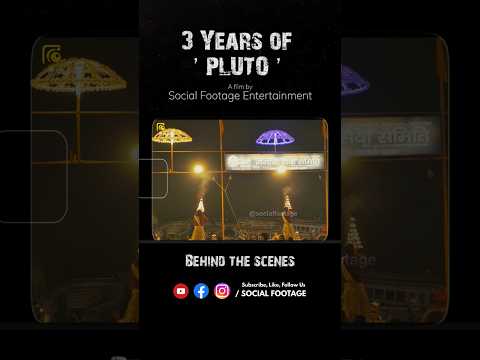 3 YEARS OF
' PLUTO '
A film by
Social Footage Entertainment
@socialfootage
BEHIND THE SCENES
Subscribe, Like, Follow Us
/ SOCIAL FOOTAGE